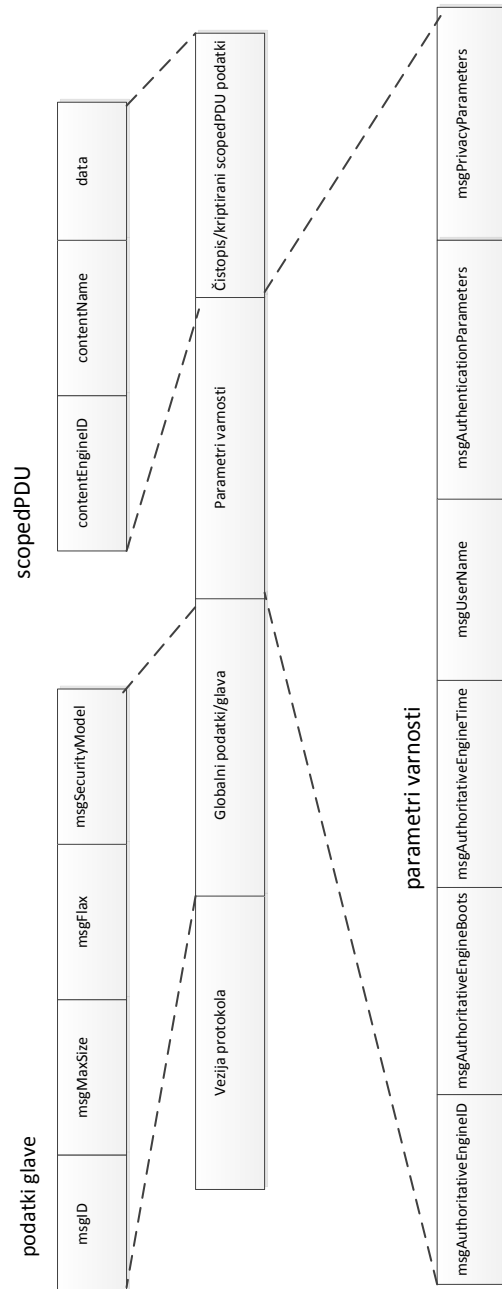 podatki glave
scopedPDU
msgID
msgMaxSize
msgFlax
msgSecurityModel
contentEngineID
contentName
data
Vezija protokola
Globalni podatki/glava
Parametri varnosti
Čistopis/kriptirani scopedPDU podatki
parametri varnosti
msgAuthoritativeEngineID
msgAuthoritativeEngineBoots
msgAuthoritativeEngineTime
msgUserName
msgAuthenticationParameters
msgPrivacyParameters